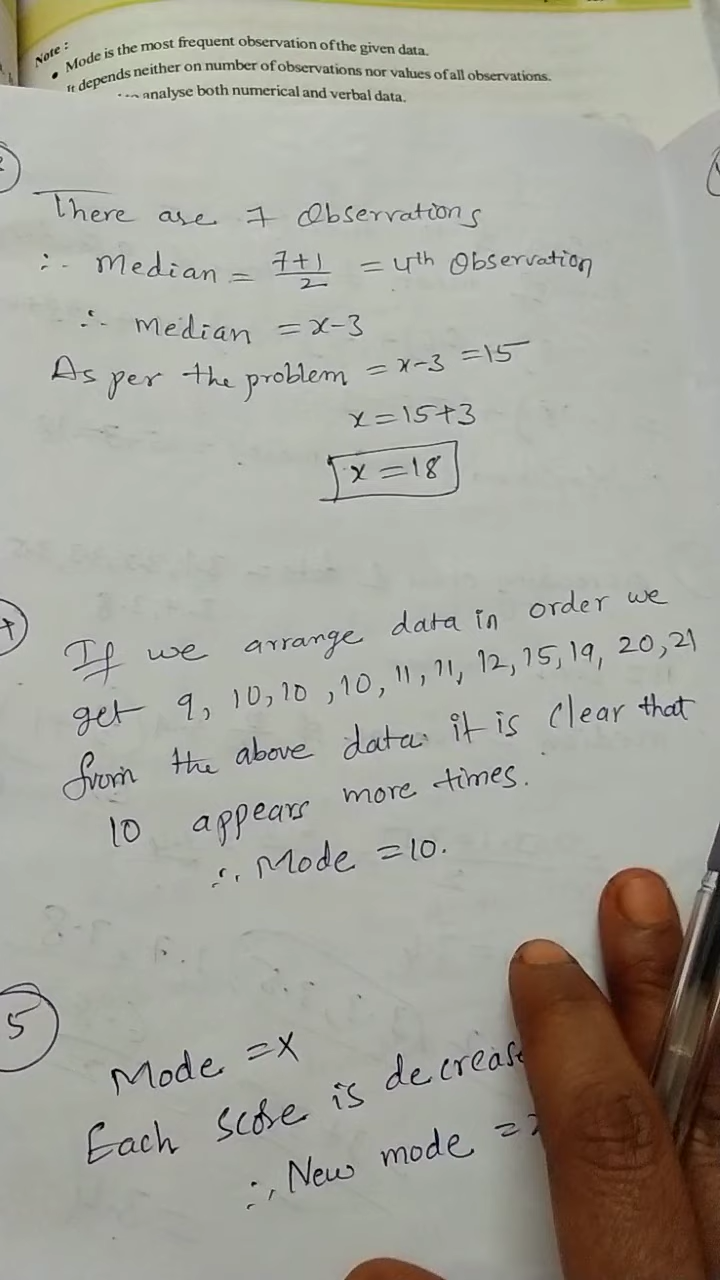 Note :
• Mode is the most frequent observation of the given data.
It depends neither on number of observations nor values of all observations.
analyse both numerical and verbal data.
There are 7 Observations
∴ Median = 7+1/2 = 4th Observation
∴ median = x-3
As per the problem = x-3 = 15
x = 15+3
x = 18
If we arrange data in order we
get 9, 10, 10, 10, 11, 11, 12, 15, 19, 20, 21
from the above data it is clear that
10 appears more times.
∴ Mode = 10.
5
Mode = x
Each score is decreas
∴ New mode =